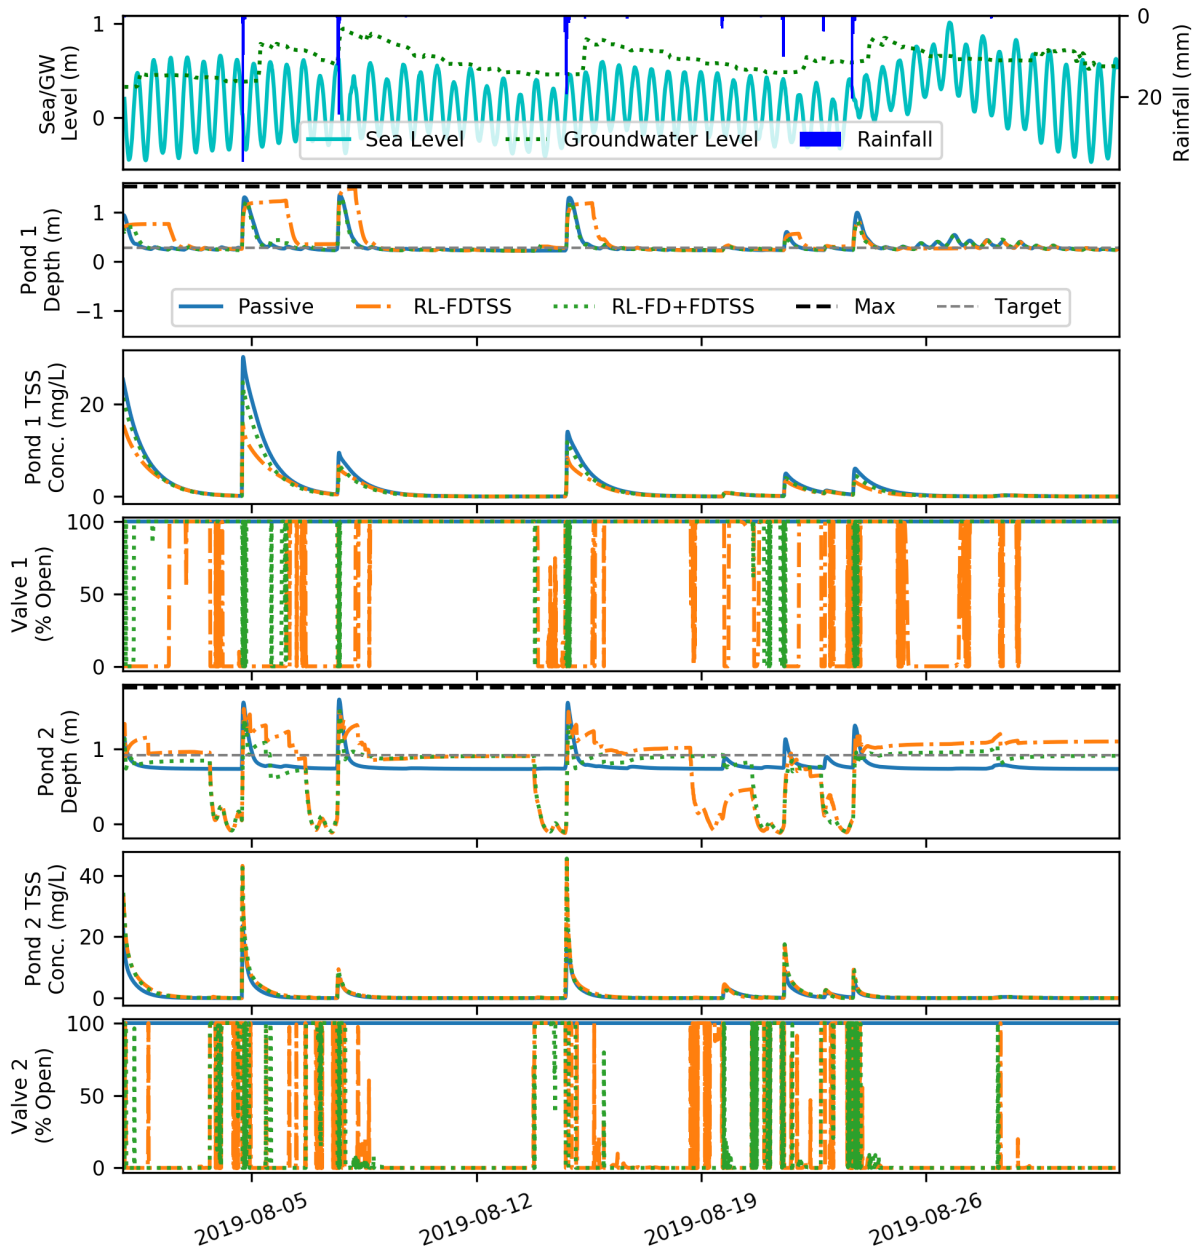 1
0
Sea/GW
Level (m)
0
20
Rainfall (mm)
Sea Level
Groundwater Level
Rainfall
1
0
−1
Pond 1
Depth (m)
Passive
RL-FDTSS
RL-FD+FDTSS
Max
Target
20
0
Pond 1 TSS
Conc. (mg/L)
100
50
0
Valve 1
(% Open)
1
0
Pond 2
Depth (m)
40
20
0
Pond 2 TSS
Conc. (mg/L)
100
50
0
Valve 2
(% Open)
2019-08-05
2019-08-12
2019-08-19
2019-08-26